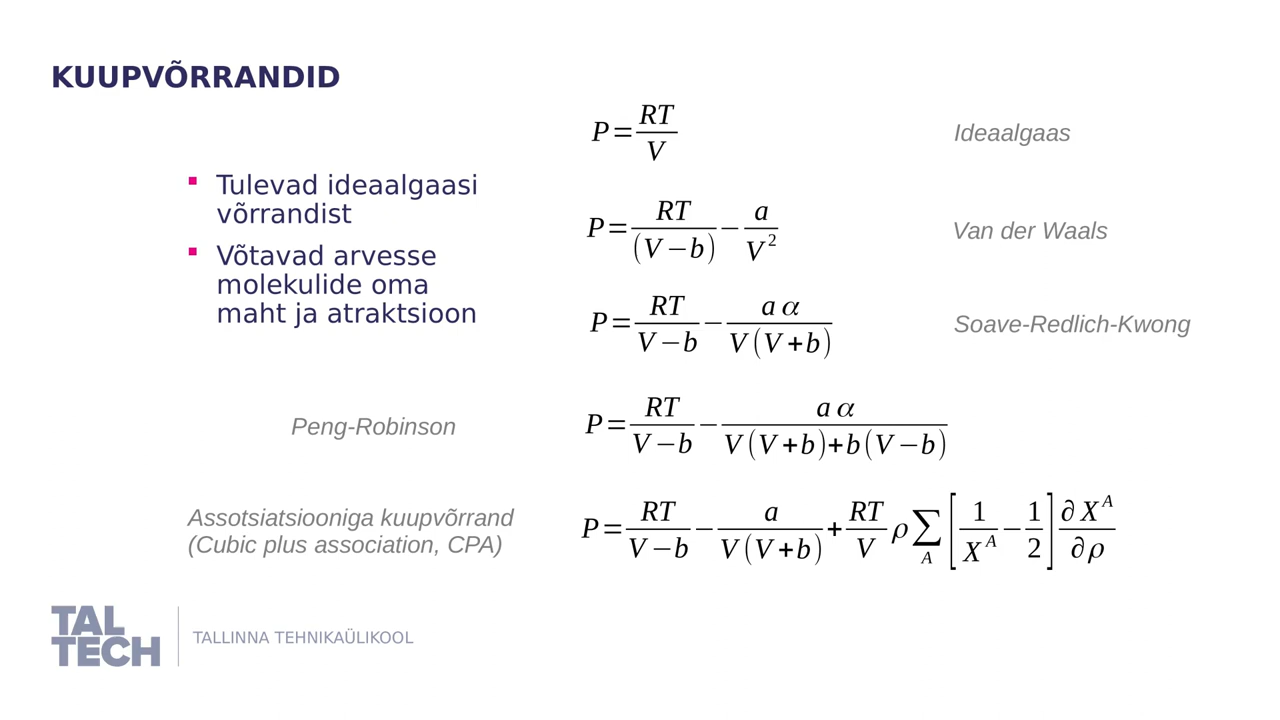 KUUPVÕRRANDID
▪ Tulevad ideaalgaasi
võrrandist
▪ Võtavad arvesse
molekulide oma
maht ja atraktsioon
P = RT/V
Ideaalgaas
P = RT/(V−b) − a/V²
Van der Waals
P = RT/(V−b) − aα/(V(V+b))
Soave-Redlich-Kwong
Peng-Robinson
P = RT/(V−b) − aα/(V(V+b)+b(V−b))
Assotsiatsiooniga kuupvõrrand
(Cubic plus association, CPA)
P = RT/(V−b) − a/(V(V+b)) + RT/V ρ ∑_A [1/X^A − 1/2] ∂X^A/∂ρ
TAL
TECH
TALLINNA TEHNIKAÜLIKOOL